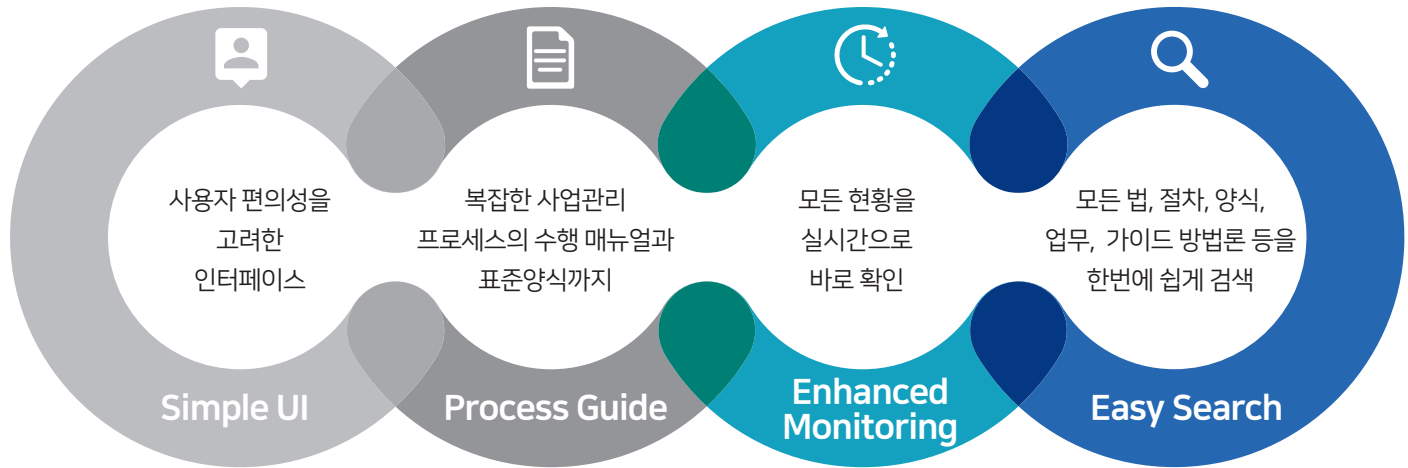 사용자 편의성을
고려한
인터페이스
Simple UI
복잡한 사업관리
프로세스의 수행 매뉴얼과
표준양식까지
Process Guide
모든 현황을
실시간으로
바로 확인
Enhanced
Monitoring
모든 법, 절차, 양식,
업무, 가이드 방법론 등을
한번에 쉽게 검색
Easy Search